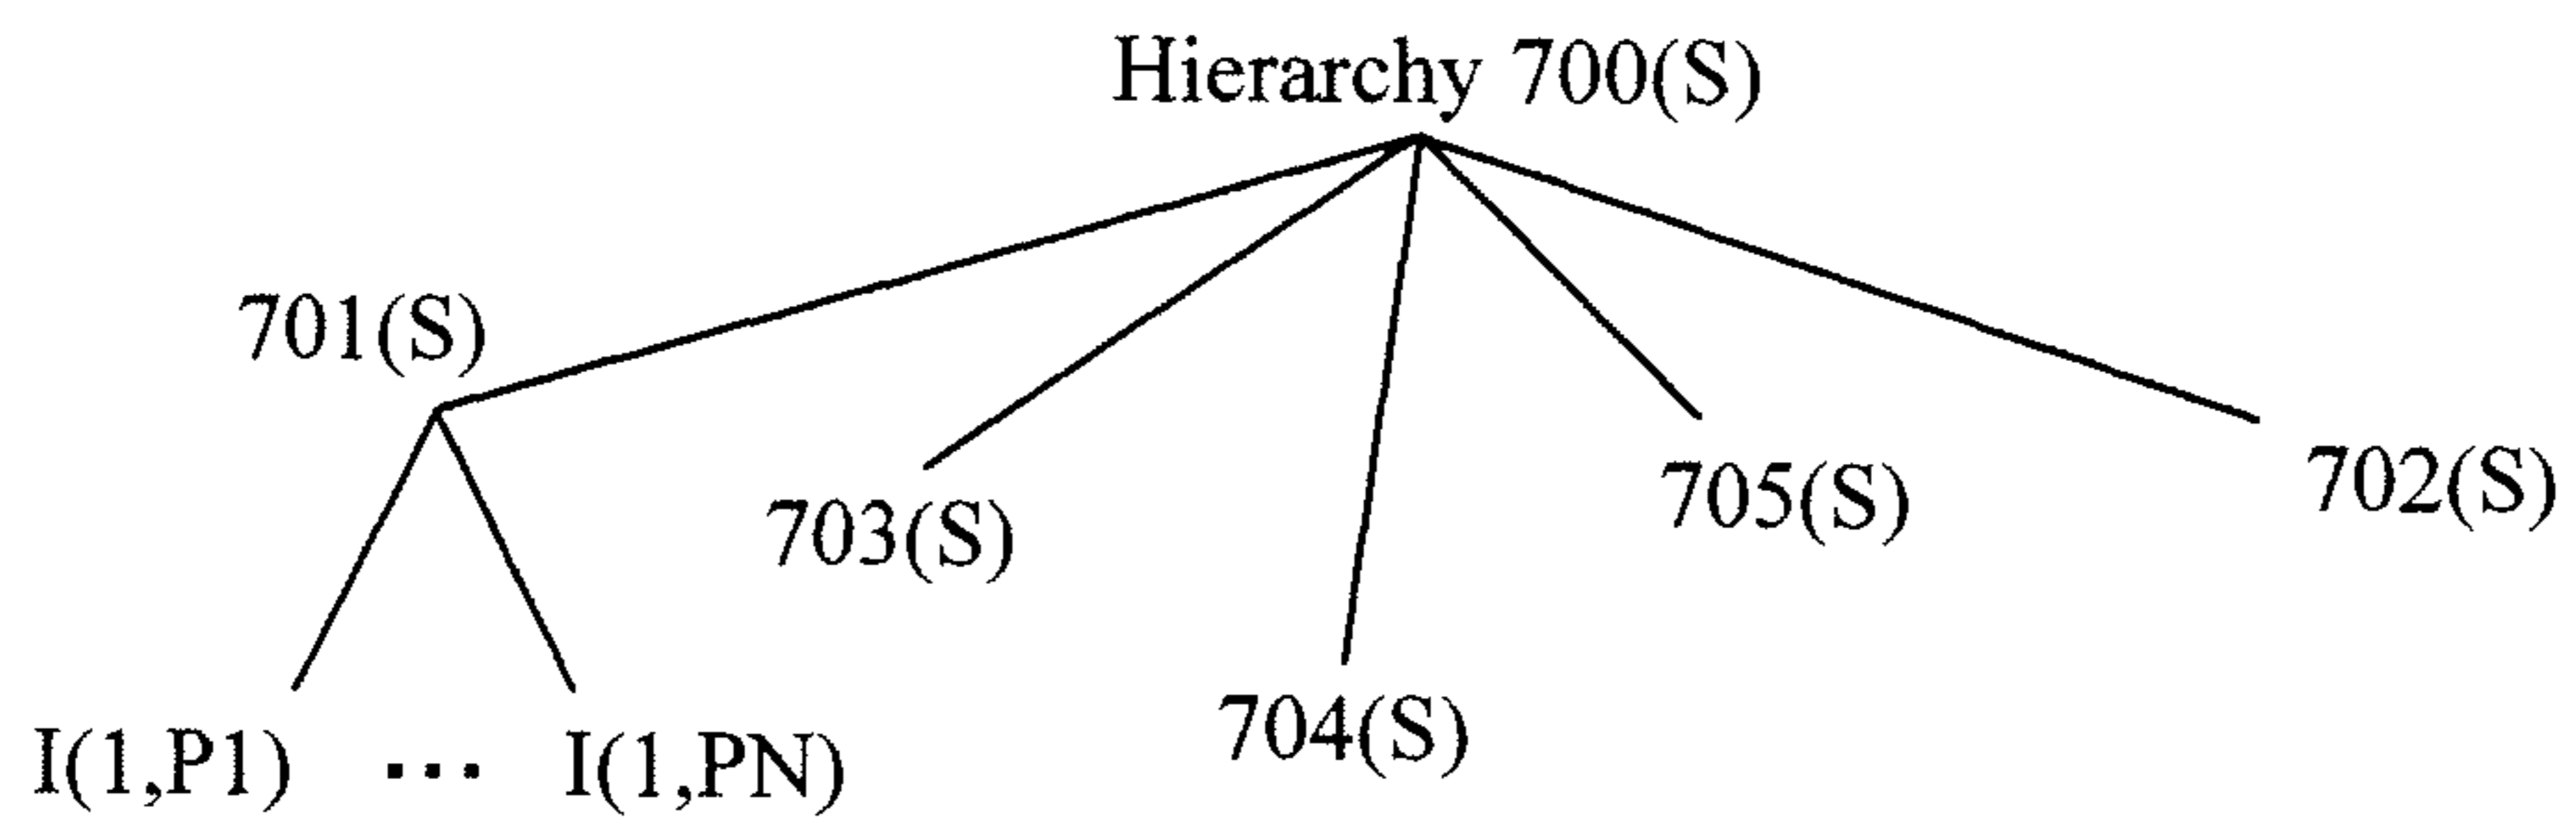 Hierarchy 700(S)
701(S)
703(S)
705(S)
702(S)
704(S)
I(1,P1) ... I(1,PN)